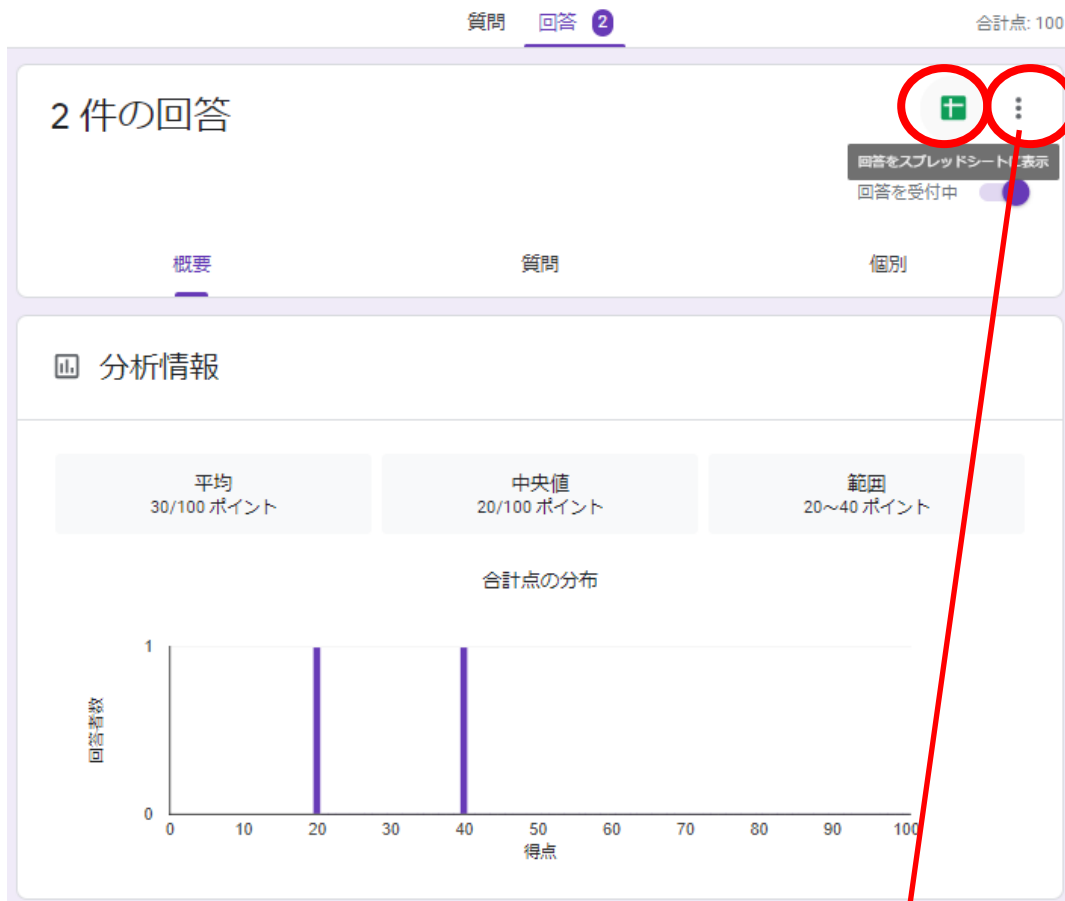 質問 回答 2 合計点: 100
2 件の回答
回答をスプレッドシートに表示
回答を受付中
概要 質問 個別
分析情報
平均 中央値 範囲
30/100 ポイント 20/100 ポイント 20～40 ポイント
合計点の分布
1
回答者数
0
0 10 20 30 40 50 60 70 80 90 100
得点